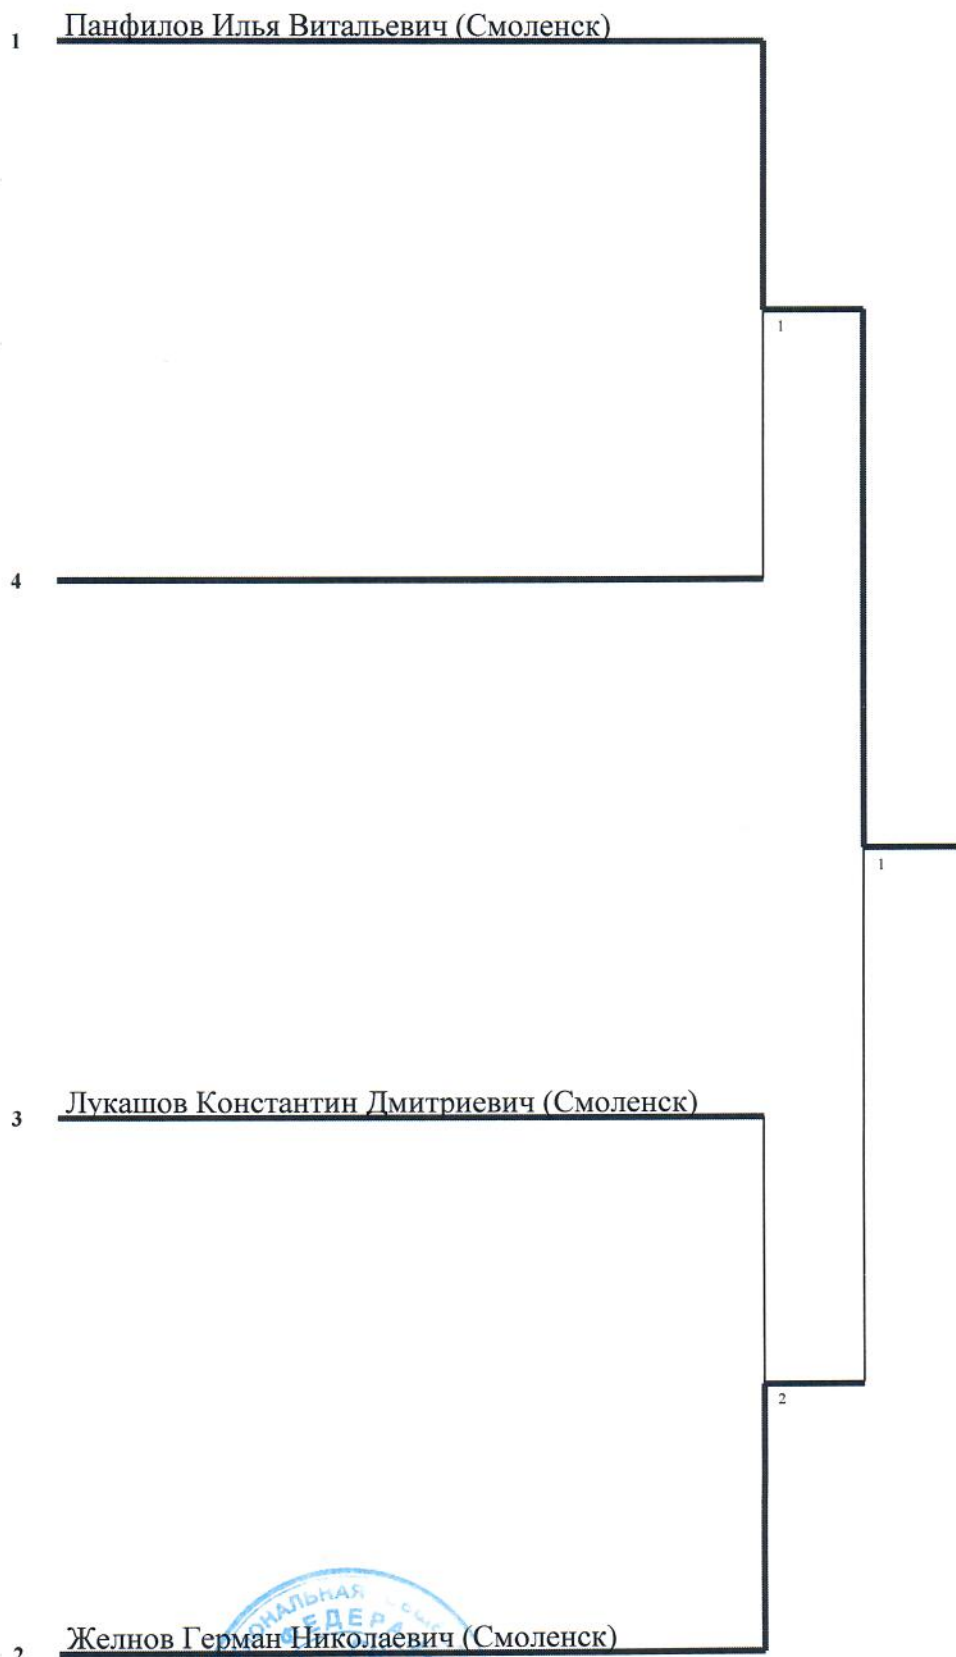 1 Панфилов Илья Витальевич (Смоленск)
1
4
1
3 Лукашов Константин Дмитриевич (Смоленск)
2
2 Желнов Герман Николаевич (Смоленск)